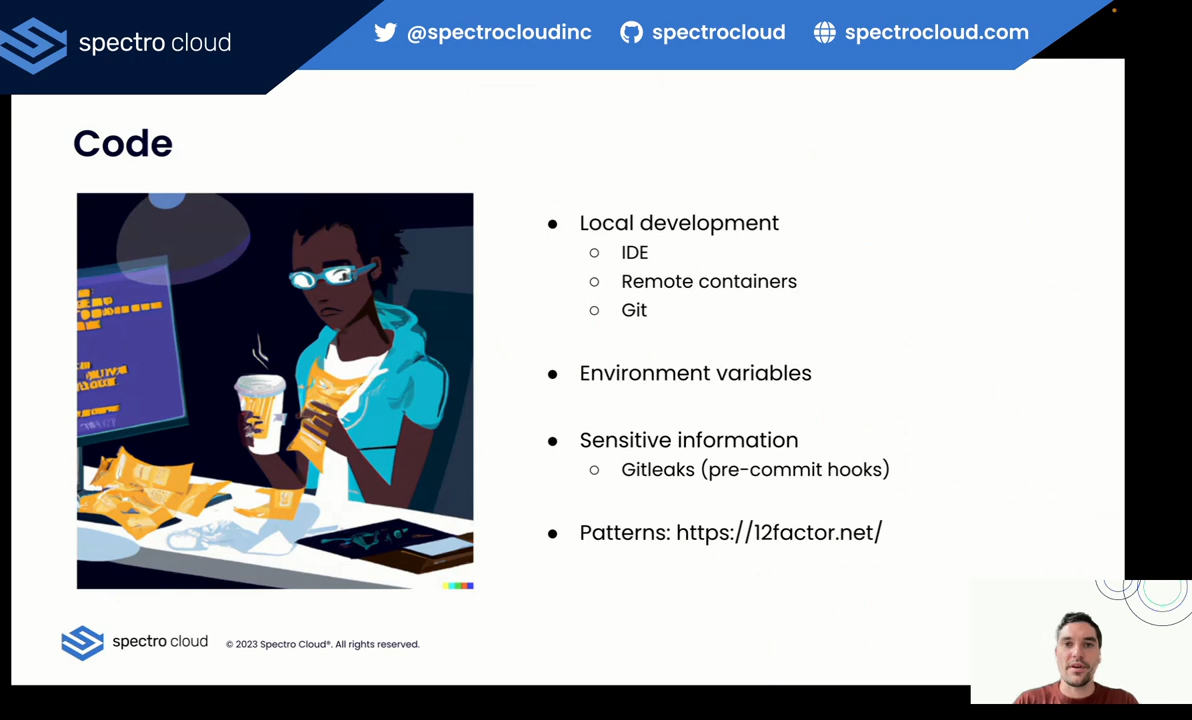 spectro cloud
@spectrocloudinc
spectrocloud
spectrocloud.com
Code
● Local development
○ IDE
○ Remote containers
○ Git
● Environment variables
● Sensitive information
○ Gitleaks (pre-commit hooks)
● Patterns: https://12factor.net/
spectro cloud
© 2023 Spectro Cloud®. All rights reserved.